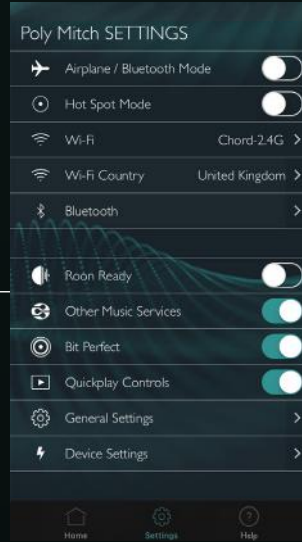 Poly Mitch SETTINGS
Airplane / Bluetooth Mode
Hot Spot Mode
Wi-Fi Chord-2.4G >
Wi-Fi Country United Kingdom >
Bluetooth >
Roon Ready
Other Music Services
Bit Perfect
Quickplay Controls
General Settings >
Device Settings >
Home Settings Help